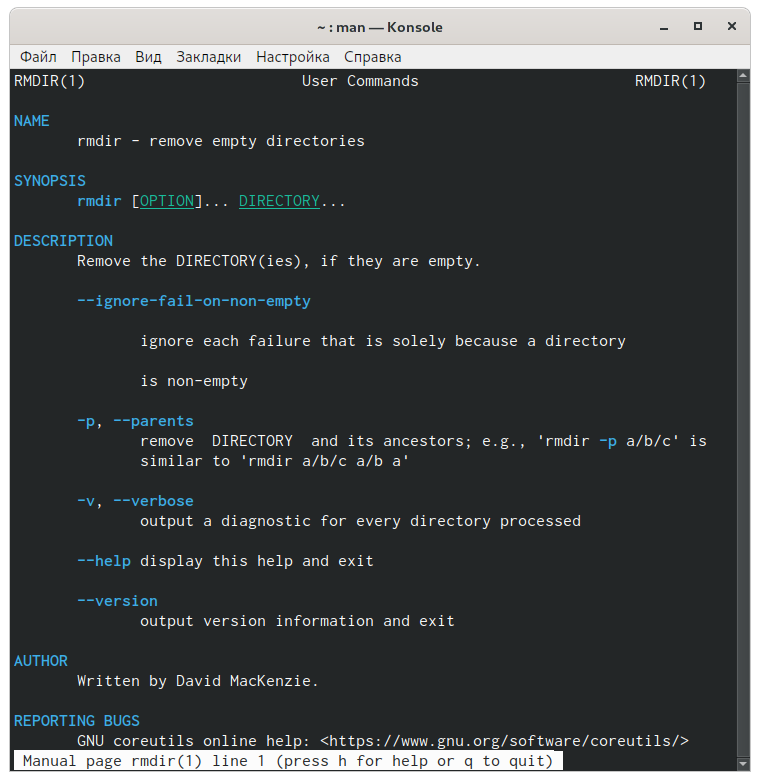 ~ : man — Konsole
Файл Правка Вид Закладки Настройка Справка
RMDIR(1) User Commands RMDIR(1)
NAME
rmdir - remove empty directories
SYNOPSIS
rmdir [OPTION]... DIRECTORY...
DESCRIPTION
Remove the DIRECTORY(ies), if they are empty.
--ignore-fail-on-non-empty
ignore each failure that is solely because a directory
is non-empty
-p, --parents
remove  DIRECTORY  and its ancestors; e.g., 'rmdir -p a/b/c' is
similar to 'rmdir a/b/c a/b a'
-v, --verbose
output a diagnostic for every directory processed
--help display this help and exit
--version
output version information and exit
AUTHOR
Written by David MacKenzie.
REPORTING BUGS
GNU coreutils online help: <https://www.gnu.org/software/coreutils/>
Manual page rmdir(1) line 1 (press h for help or q to quit)